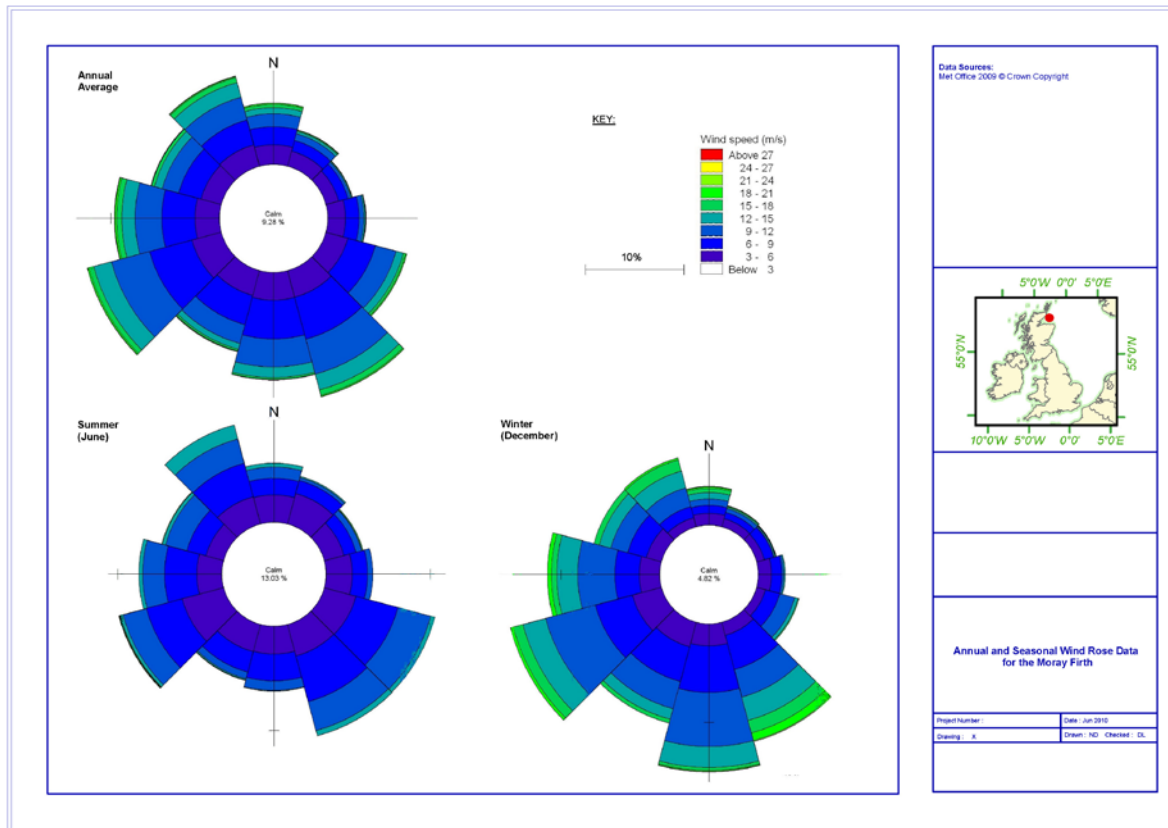 Annual
Average
N
Calm
9.28 %
KEY:
Wind speed (m/s)
Above 27
24 - 27
21 - 24
18 - 21
15 - 18
12 - 15
9 - 12
6 - 9
3 - 6
Below 3
10%
Summer
(June)
N
Calm
13.03 %
Winter
(December)
N
Calm
4.82 %
Data Sources:
Met Office 2009 © Crown Copyright
5°0'W 0°0' 5°0'E
55°0'N
55°0'N
10°0'W 5°0'W 0°0' 5°0'E
Annual and Seasonal Wind Rose Data
for the Moray Firth
Project Number :
Date : Jun 2010
Drawing : X
Drawn : ND Checked : DL